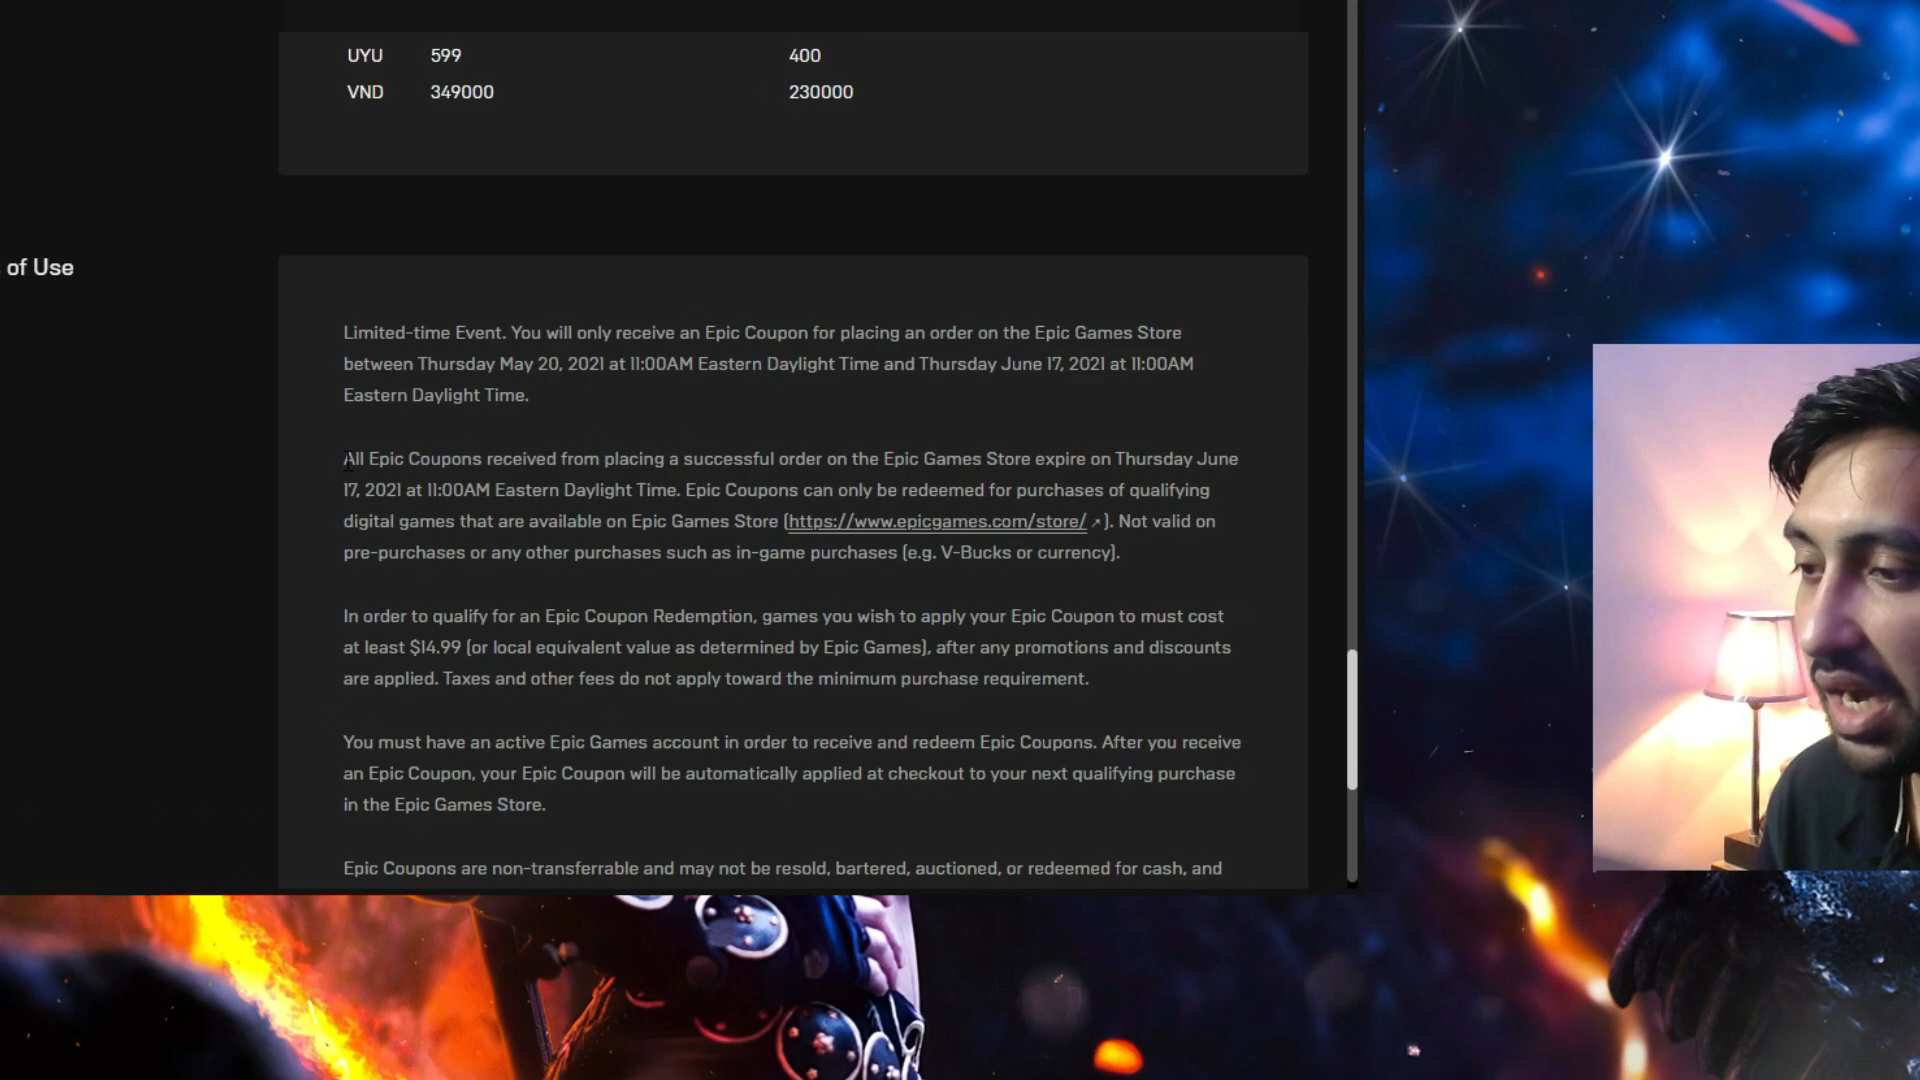 UYU 599 400
VND 349000 230000
of Use
Limited-time Event. You will only receive an Epic Coupon for placing an order on the Epic Games Store
between Thursday May 20, 2021 at 11:00AM Eastern Daylight Time and Thursday June 17, 2021 at 11:00AM
Eastern Daylight Time.
All Epic Coupons received from placing a successful order on the Epic Games Store expire on Thursday June
17, 2021 at 11:00AM Eastern Daylight Time. Epic Coupons can only be redeemed for purchases of qualifying
digital games that are available on Epic Games Store (https://www.epicgames.com/store/ ↗). Not valid on
pre-purchases or any other purchases such as in-game purchases (e.g. V-Bucks or currency).
In order to qualify for an Epic Coupon Redemption, games you wish to apply your Epic Coupon to must cost
at least $14.99 (or local equivalent value as determined by Epic Games), after any promotions and discounts
are applied. Taxes and other fees do not apply toward the minimum purchase requirement.
You must have an active Epic Games account in order to receive and redeem Epic Coupons. After you receive
an Epic Coupon, your Epic Coupon will be automatically applied at checkout to your next qualifying purchase
in the Epic Games Store.
Epic Coupons are non-transferrable and may not be resold, bartered, auctioned, or redeemed for cash, and